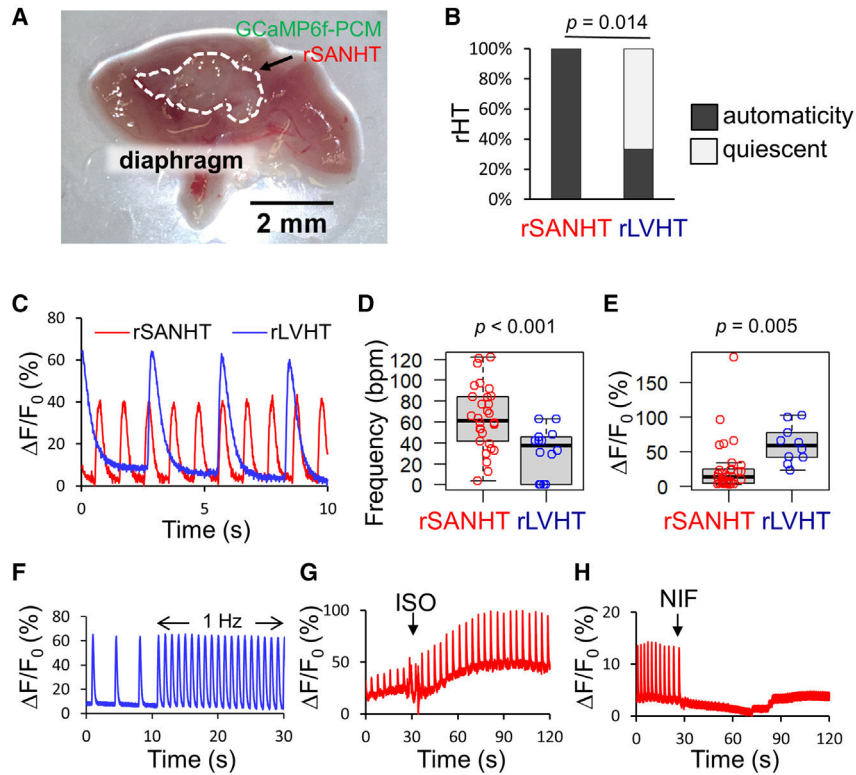 A
GCaMP6f-PCM
rSANHT
diaphragm
2 mm
B
p = 0.014
rHT
100%
80%
60%
40%
20%
0%
rSANHT rLVHT
automaticity
quiescent
C
ΔF/F0 (%)
80
60
40
20
0
rSANHT rLVHT
0 5 10
Time (s)
D
p < 0.001
Frequency (bpm)
120
100
80
60
40
20
0
rSANHT rLVHT
E
p = 0.005
ΔF/F0 (%)
150
100
50
0
rSANHT rLVHT
F
ΔF/F0 (%)
100
80
60
40
20
0
1 Hz
0 10 20 30
Time (s)
G
ΔF/F0 (%)
100
50
0
ISO
0 30 60 90 120
Time (s)
H
ΔF/F0 (%)
20
10
0
NIF
0 30 60 90 120
Time (s)